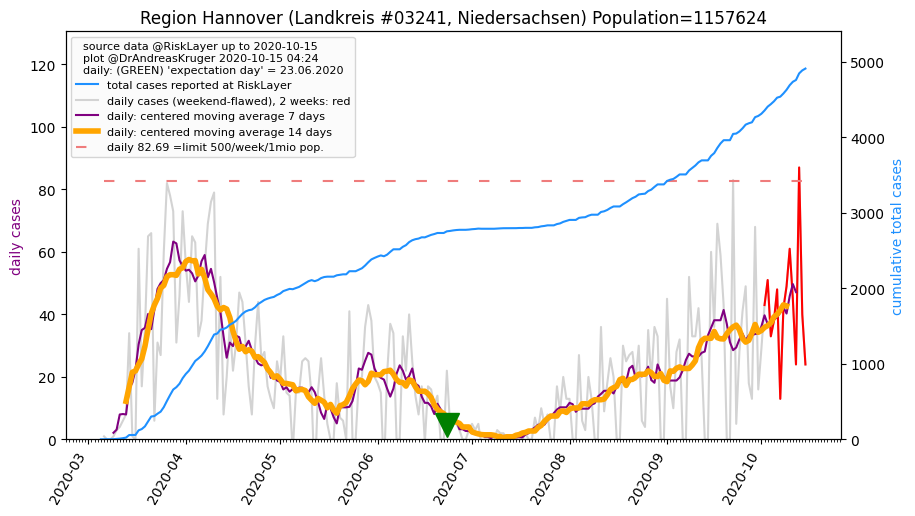 Region Hannover (Landkreis #03241, Niedersachsen) Population=1157624
source data @RiskLayer up to 2020-10-15
plot @DrAndreasKruger 2020-10-15 04:24
daily: (GREEN) 'expectation day' = 23.06.2020
total cases reported at RiskLayer
daily cases (weekend-flawed), 2 weeks: red
daily: centered moving average 7 days
daily: centered moving average 14 days
daily 82.69 =limit 500/week/1mio pop.
daily cases
120
100
80
60
40
20
0
cumulative total cases
5000
4000
3000
2000
1000
0
2020-03
2020-04
2020-05
2020-06
2020-07
2020-08
2020-09
2020-10